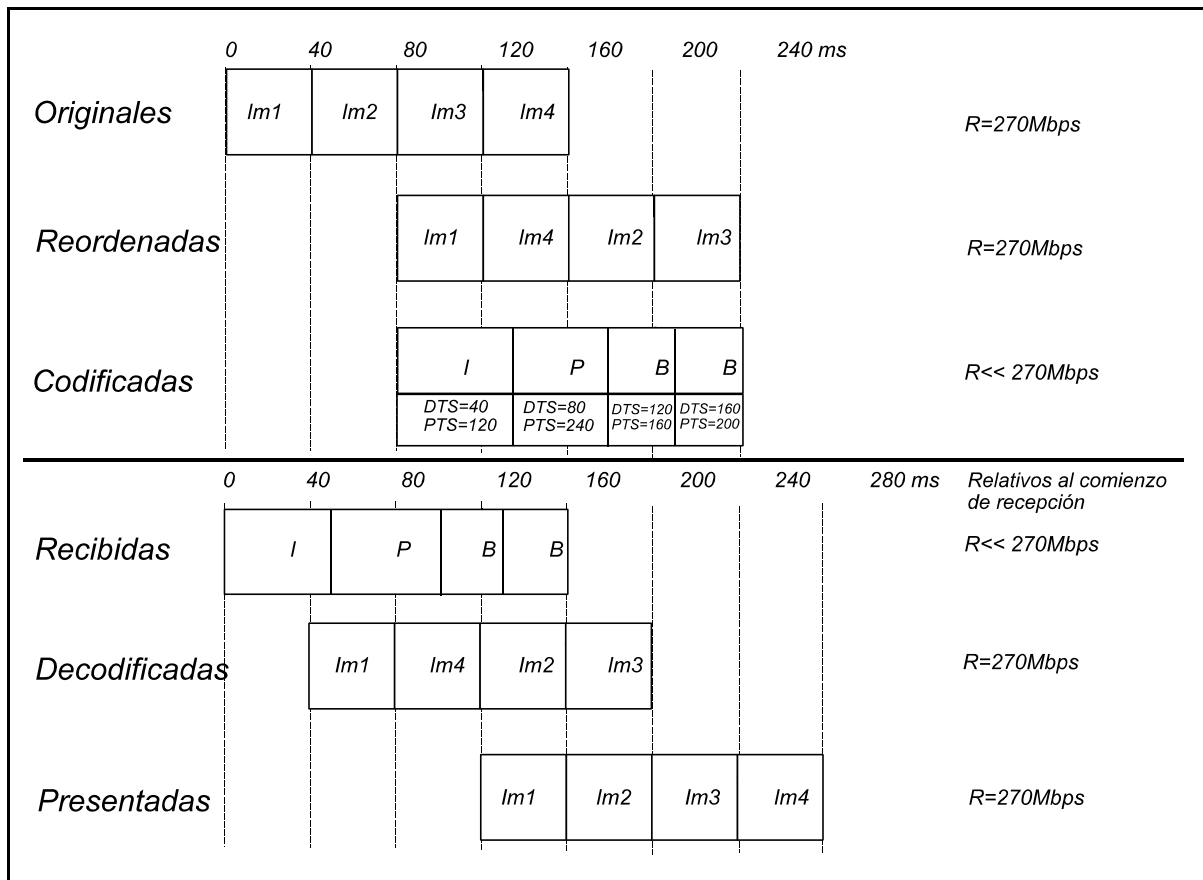 0 40 80 120 160 200 240 ms
Originales Im1 Im2 Im3 Im4 R=270Mbps
Reordenadas Im1 Im4 Im2 Im3 R=270Mbps
Codificadas I P B B R<< 270Mbps
DTS=40 DTS=80 DTS=120 DTS=160
PTS=120 PTS=240 PTS=160 PTS=200
0 40 80 120 160 200 240 280 ms Relativos al comienzo
de recepción
Recibidas I P B B R<< 270Mbps
Decodificadas Im1 Im4 Im2 Im3 R=270Mbps
Presentadas Im1 Im2 Im3 Im4 R=270Mbps